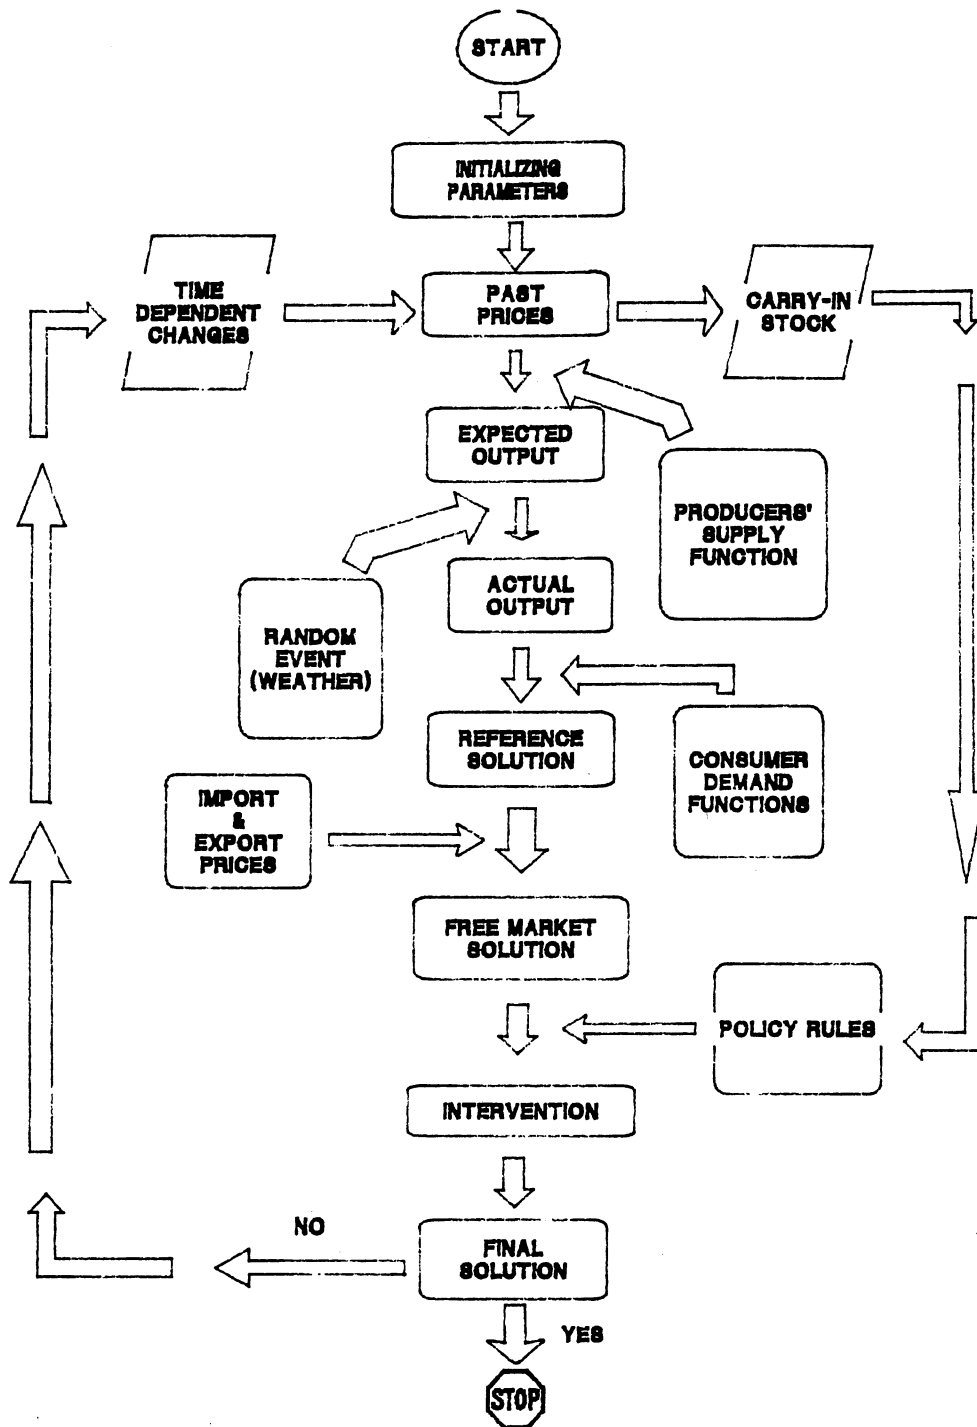 START
INITIALIZING
PARAMETERS
TIME
DEPENDENT
CHANGES
PAST
PRICES
CARRY-IN
STOCK
EXPECTED
OUTPUT
PRODUCERS'
SUPPLY
FUNCTION
ACTUAL
OUTPUT
RANDOM
EVENT
(WEATHER)
REFERENCE
SOLUTION
CONSUMER
DEMAND
FUNCTIONS
IMPORT
&
EXPORT
PRICES
FREE MARKET
SOLUTION
POLICY RULES
INTERVENTION
NO
FINAL
SOLUTION
YES
STOP